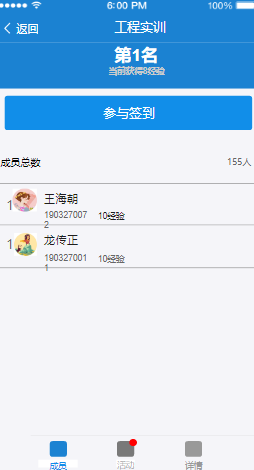 6:00 PM 100%
返回 工程实训
第1名
当前获得8经验
参与签到
成员总数 155人
1 王海朝
190327007 10经验
2
1 龙传正
190327001 10经验
1
成员 活动 详情